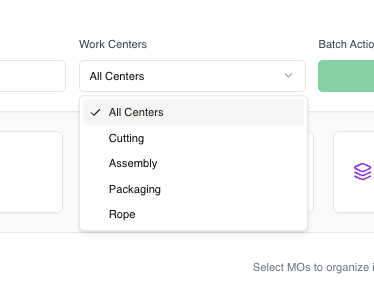 Work Centers
Batch Actio
All Centers
All Centers
Cutting
Assembly
Packaging
Rope
Select MOs to organize i